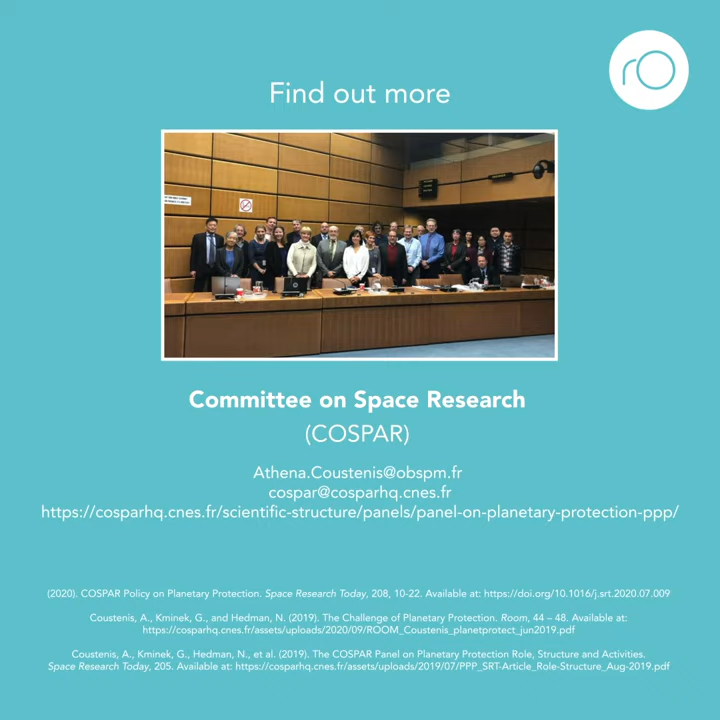 rO
Find out more
Committee on Space Research
(COSPAR)
Athena.Coustenis@obspm.fr
cospar@cosparhq.cnes.fr
https://cosparhq.cnes.fr/scientific-structure/panels/panel-on-planetary-protection-ppp/
(2020). COSPAR Policy on Planetary Protection. Space Research Today, 208, 10-22. Available at: https://doi.org/10.1016/j.srt.2020.07.009
Coustenis, A., Kminek, G., and Hedman, N. (2019). The Challenge of Planetary Protection. Room, 44 – 48. Available at:
https://cosparhq.cnes.fr/assets/uploads/2020/09/ROOM_Coustenis_planetprotect_jun2019.pdf
Coustenis, A., Kminek, G., Hedman, N., et al. (2019). The COSPAR Panel on Planetary Protection Role, Structure and Activities.
Space Research Today, 205. Available at: https://cosparhq.cnes.fr/assets/uploads/2019/07/PPP_SRT-Article_Role-Structure_Aug-2019.pdf